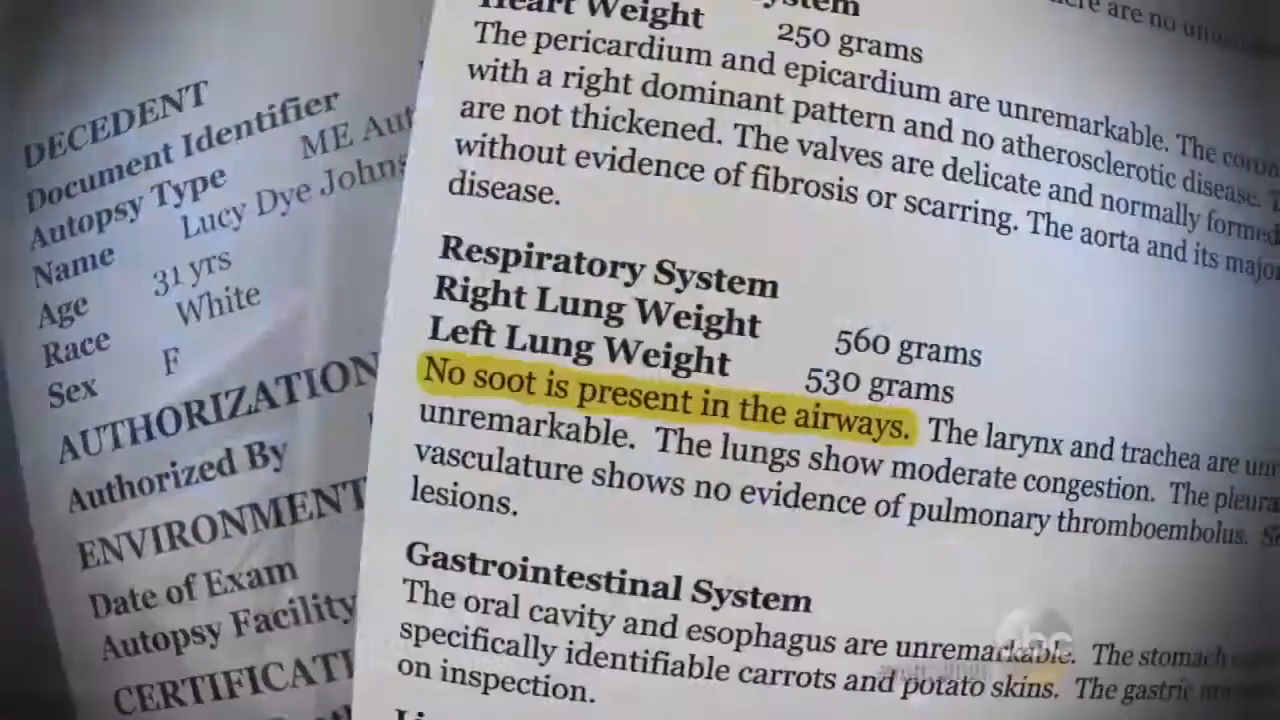 DECEDENT
Document Identifier
Autopsy Type ME Aut
Name Lucy Dye Johns
Age 31 yrs
Race White
Sex F
AUTHORIZATION
Authorized By
ENVIRONMENT
Date of Exam
Autopsy Facility
CERTIFICATI
ere are no
Heart Weight 250 grams
The pericardium and epicardium are unremarkable. The coron
with a right dominant pattern and no atherosclerotic disease. T
are not thickened. The valves are delicate and normally formed
without evidence of fibrosis or scarring. The aorta and its major
disease.
Respiratory System
Right Lung Weight 560 grams
Left Lung Weight 530 grams
No soot is present in the airways. The larynx and trachea are un
unremarkable. The lungs show moderate congestion. The pleura
vasculature shows no evidence of pulmonary thromboembolus.
lesions.
Gastrointestinal System
The oral cavity and esophagus are unremarkable. The stomach
specifically identifiable carrots and potato skins. The gastric
on inspection.
abc